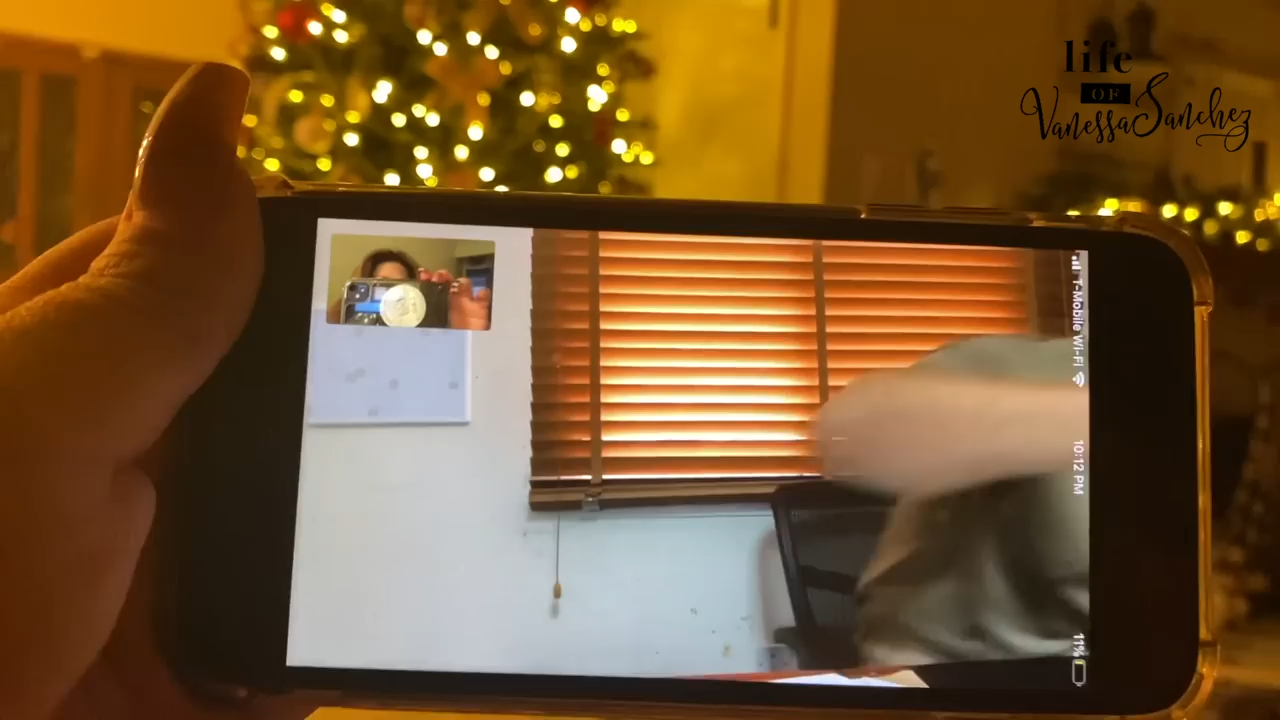 life
OF
VanessaSanchez
T-Mobile Wi-Fi
10:12 PM
11%